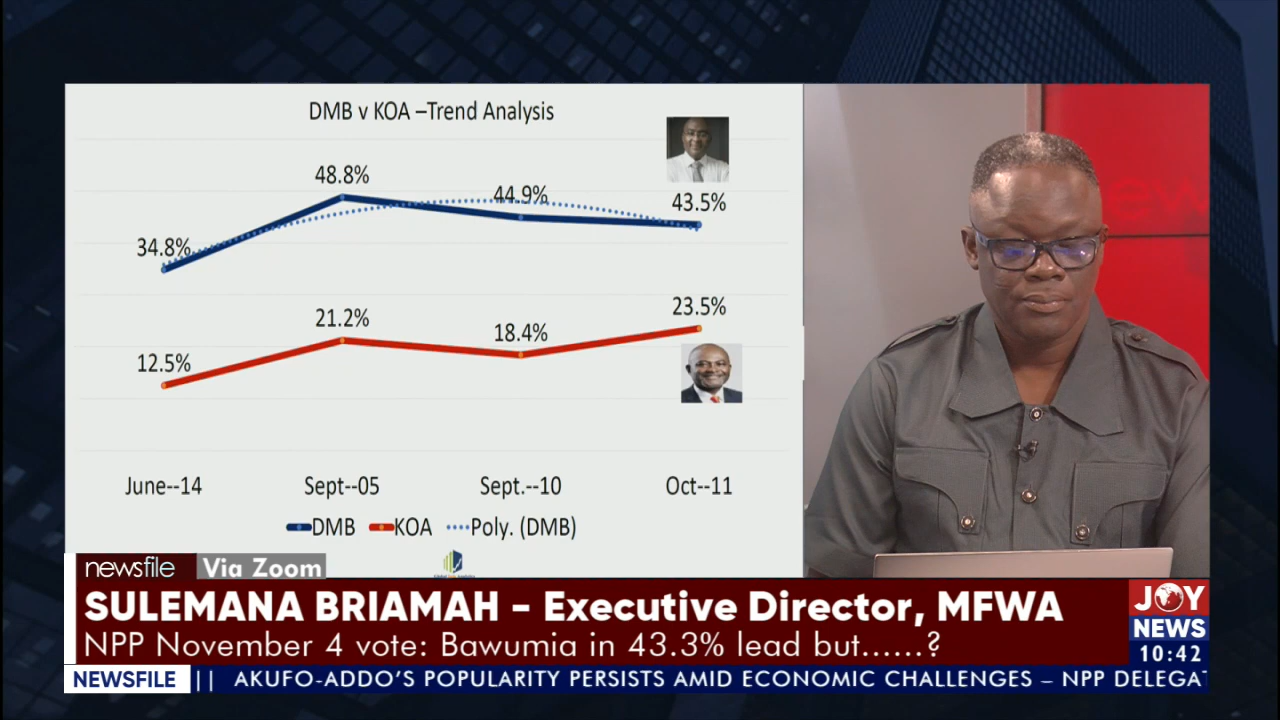 DMB v KOA –Trend Analysis
48.8%
44.9%
43.5%
34.8%
23.5%
21.2%
18.4%
12.5%
June--14 Sept--05 Sept.--10 Oct--11
DMB KOA Poly. (DMB)
new
newsfile Via Zoom
SULEMANA BRIAMAH - Executive Director, MFWA
NPP November 4 vote: Bawumia in 43.3% lead but......?
JOY
NEWS
10:42
NEWSFILE || AKUFO-ADDO'S POPULARITY PERSISTS AMID ECONOMIC CHALLENGES – NPP DELEGAT